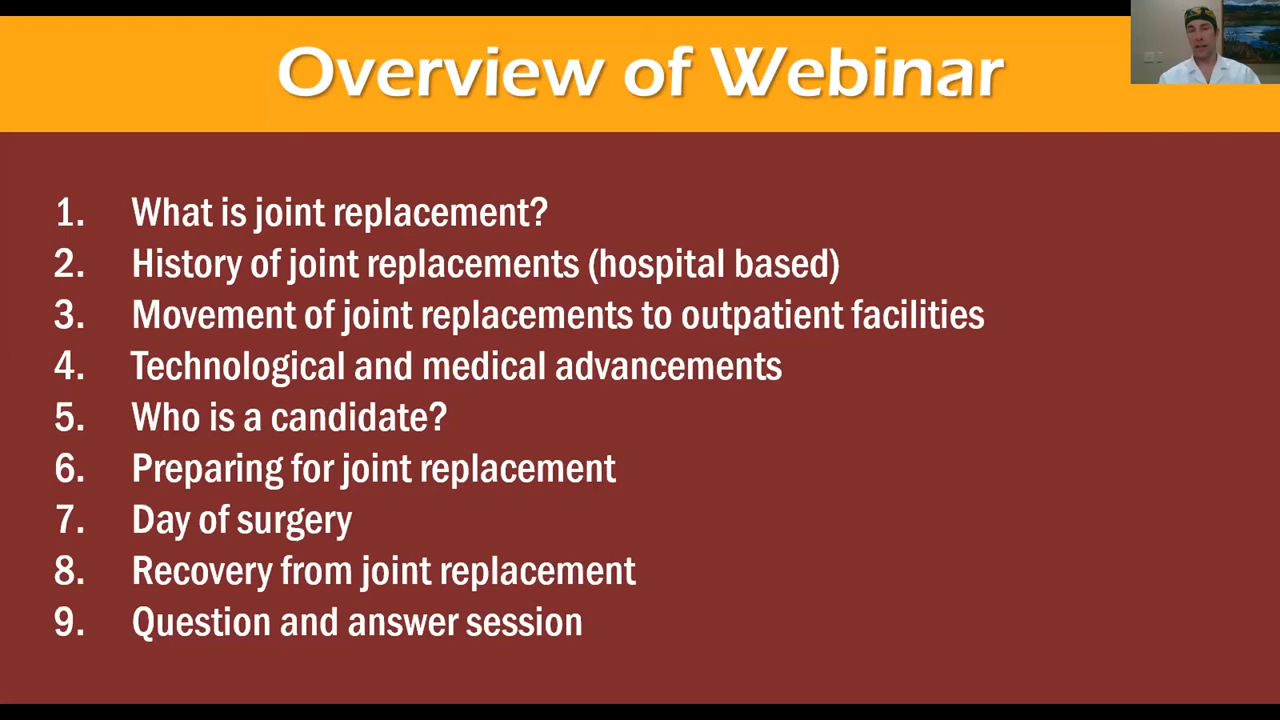 Overview of Webinar
1. What is joint replacement?
2. History of joint replacements (hospital based)
3. Movement of joint replacements to outpatient facilities
4. Technological and medical advancements
5. Who is a candidate?
6. Preparing for joint replacement
7. Day of surgery
8. Recovery from joint replacement
9. Question and answer session